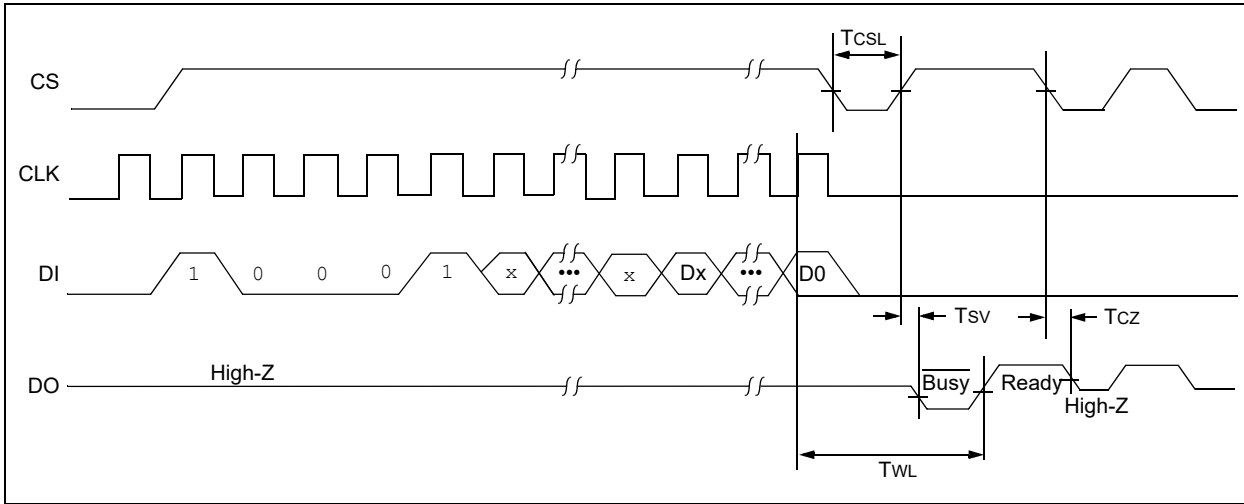 TCSL
CS
CLK
DI 1 0 0 0 1 x ••• x Dx ••• D0
TSV TCZ
DO High-Z Busy Ready High-Z
TWL